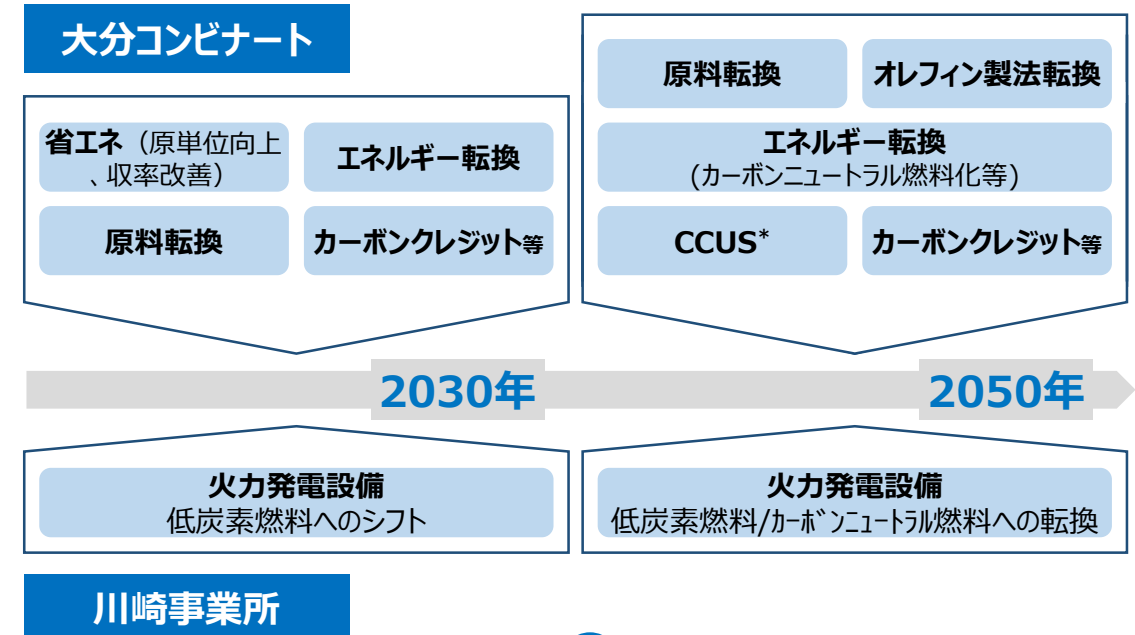 大分コンビナート
省エネ（原単位向上
、収率改善）
エネルギー転換
原料転換
カーボンクレジット等
原料転換
オレフィン製法転換
エネルギー転換
(カーボンニュートラル燃料化等)
CCUS*
カーボンクレジット等
2030年
2050年
火力発電設備
低炭素燃料へのシフト
火力発電設備
低炭素燃料/ｶｰﾎﾞﾝﾆｭｰﾄﾗﾙ燃料への転換
川崎事業所